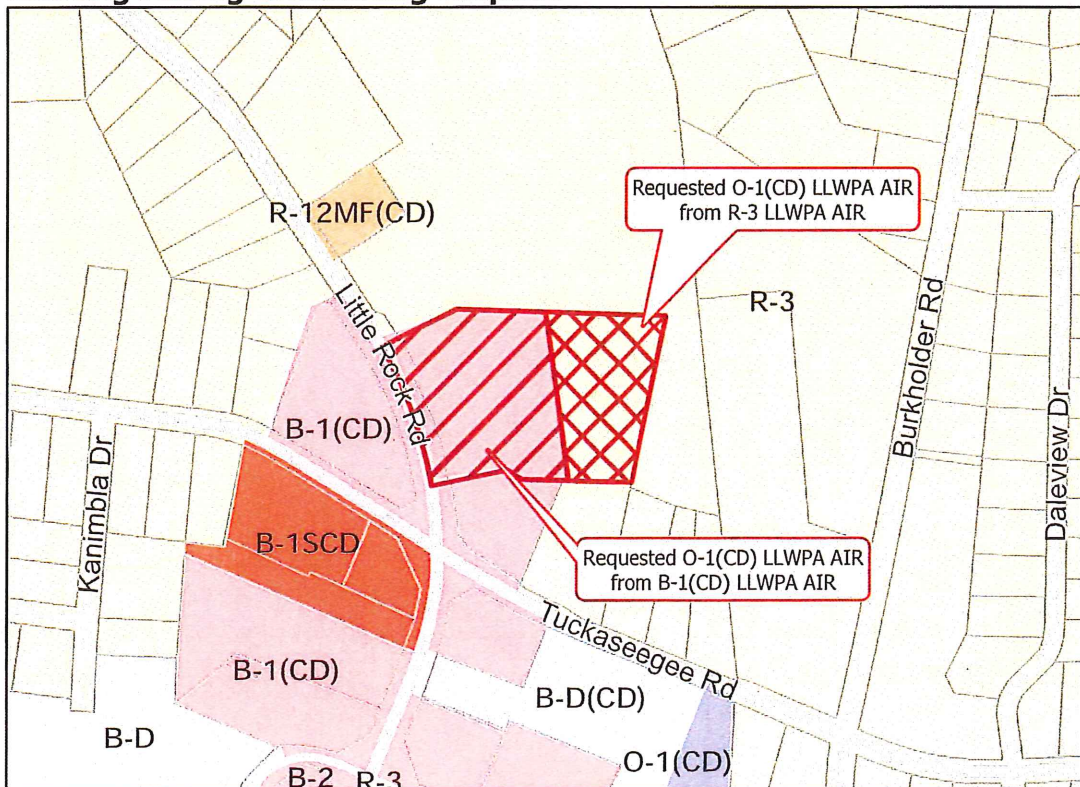 R-12MF(CD)
Requested O-1(CD) LLWPA AIR
from R-3 LLWPA AIR
R-3
Little Rock Rd
Burkholder Rd
B-1(CD)
Kanimbla Dr
Daleview Dr
B-1SCD
Requested O-1(CD) LLWPA AIR
from B-1(CD) LLWPA AIR
Tuckaseegee Rd
B-1(CD)
B-D(CD)
B-D
O-1(CD)
B-2
R-3